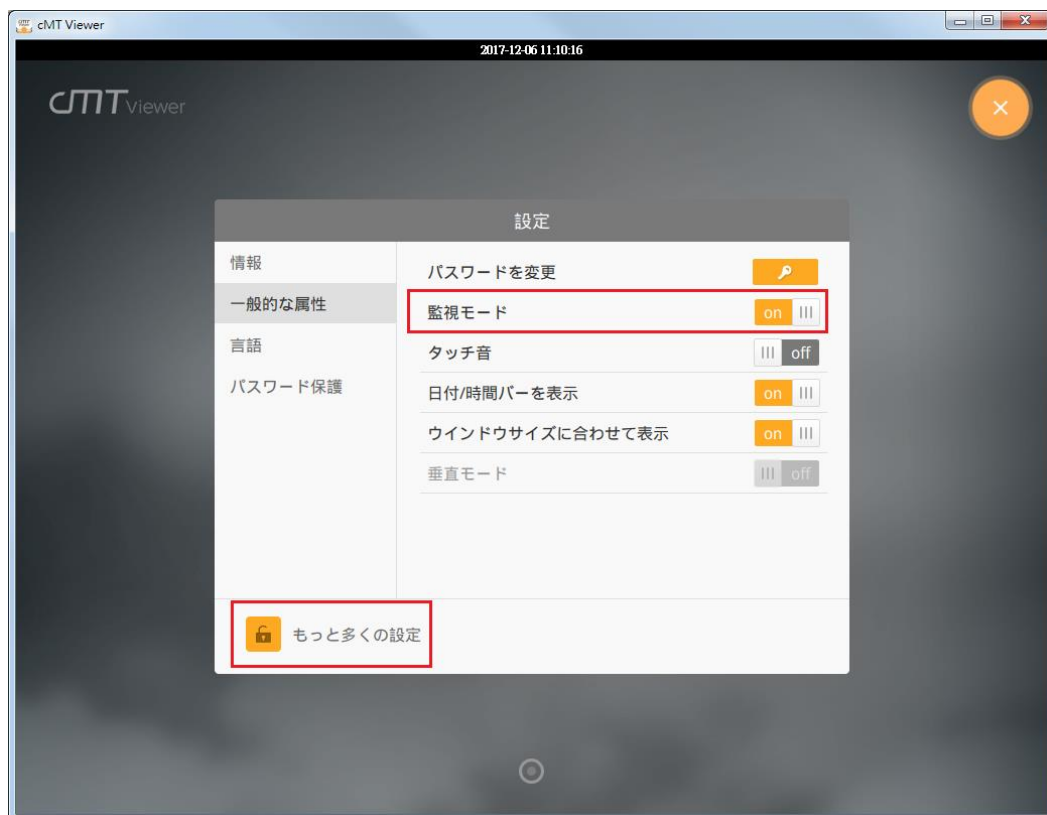 cMT Viewer
2017-12-06 11:10:16
cMT Viewer
設定
情報
一般的な属性
言語
パスワード保護
パスワードを変更
監視モード on
タッチ音 off
日付/時間バーを表示 on
ウインドウサイズに合わせて表示 on
垂直モード off
もっと多くの設定